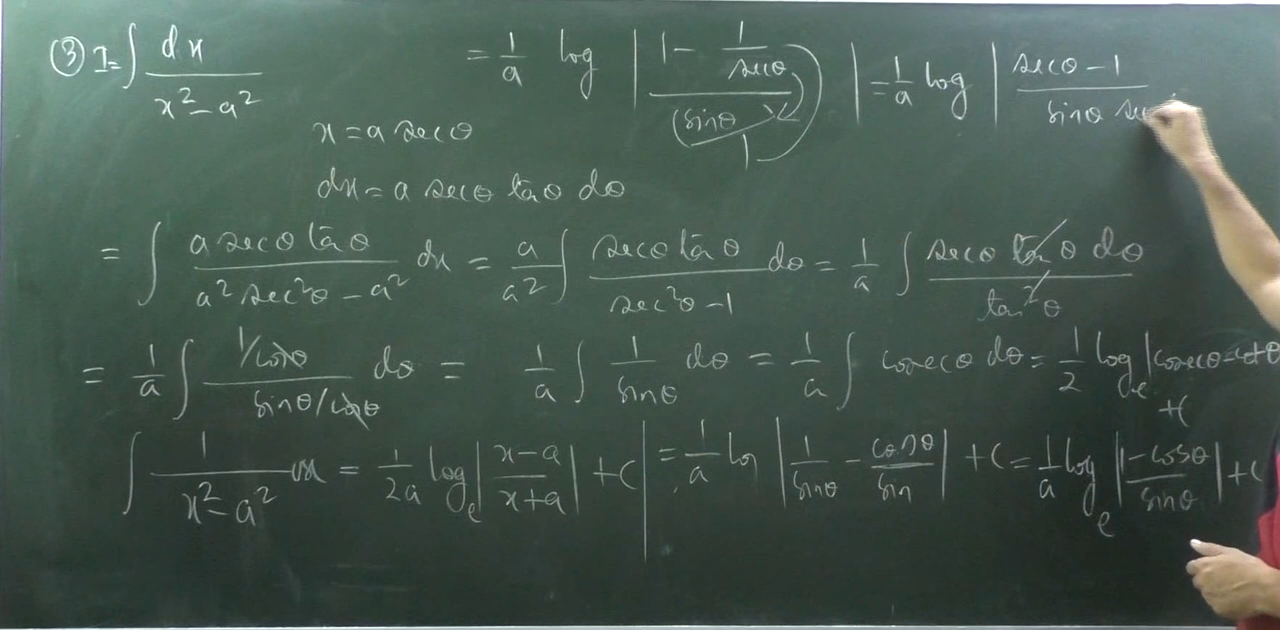 (3) I = ∫ dx / (x² - a²)
x = a secθ
dx = a secθ tanθ dθ
= ∫ (a secθ tanθ) / (a² sec²θ - a²) dx = a/a² ∫ (secθ tanθ) / (sec²θ - 1) dθ = 1/a ∫ (secθ tanθ dθ) / tan²θ
= 1/a ∫ (1/cosθ) / (sinθ/cosθ) dθ = 1/a ∫ 1/sinθ dθ = 1/a ∫ cosecθ dθ = 1/2 log_e |cosecθ - cotθ
+C
∫ 1/(x² - a²) dx = 1/2a log_e |(x - a)/(x + a)| + C
= 1/a log |1/sinθ - cosθ/sin| + C = 1/a log_e |(1 - cosθ)/sinθ| + C
= 1/a log |(1 - 1/secθ) / (sinθ / 1)| = 1/a log |(secθ - 1) / (sinθ sec